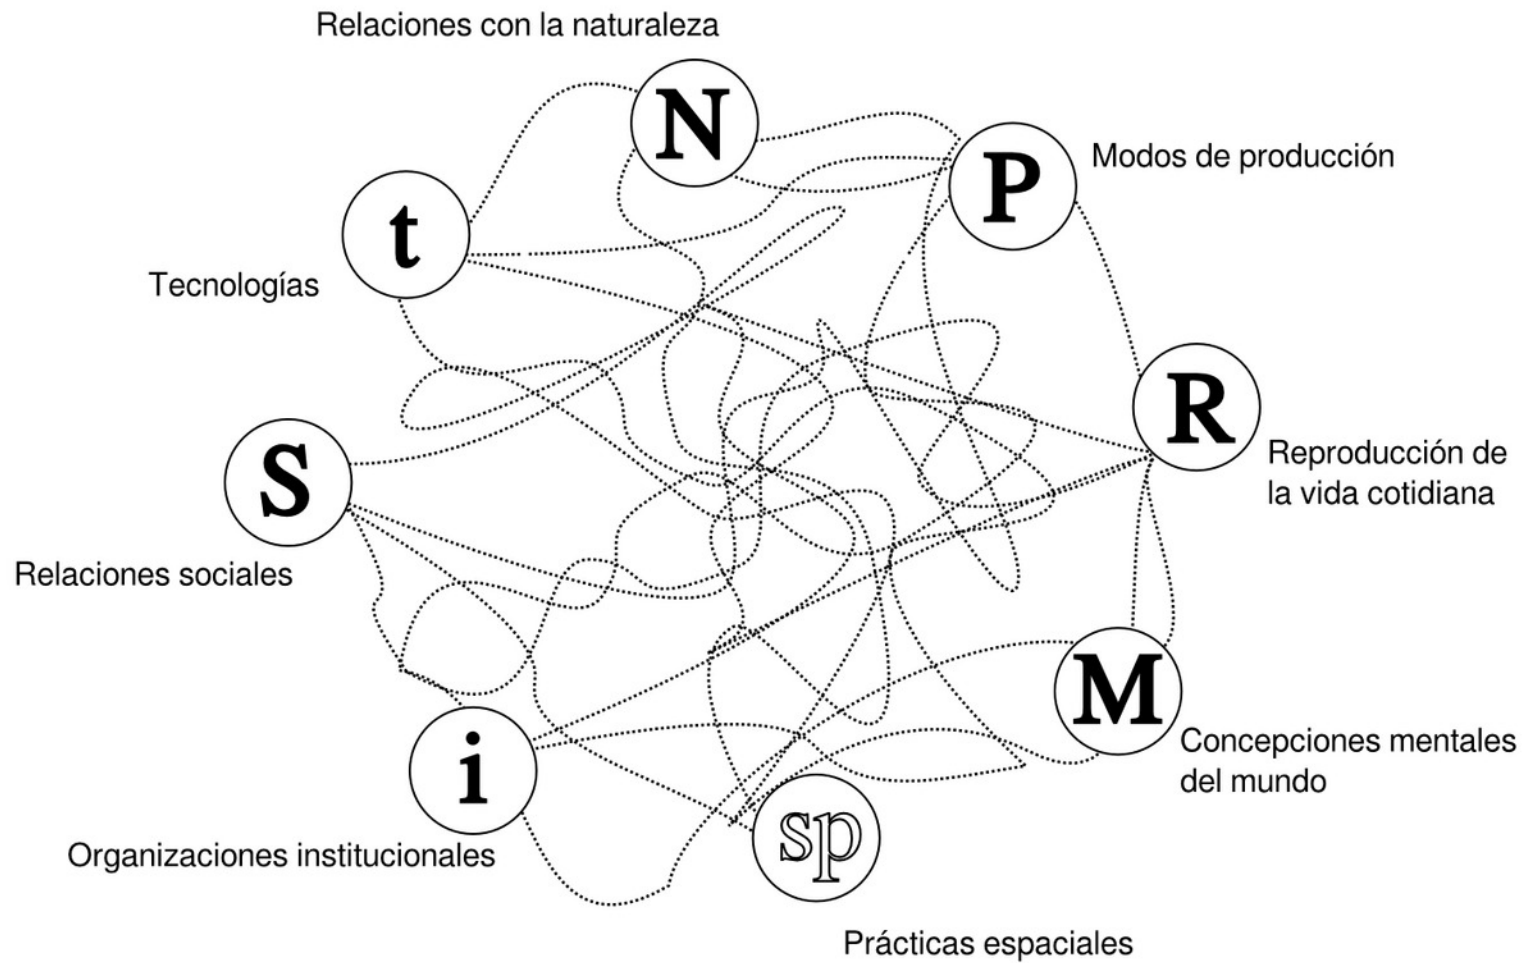 Relaciones con la naturaleza
N
P
Modos de producción
t
Tecnologías
R
Reproducción de
la vida cotidiana
S
Relaciones sociales
M
Concepciones mentales
del mundo
i
Organizaciones institucionales
sp
Prácticas espaciales